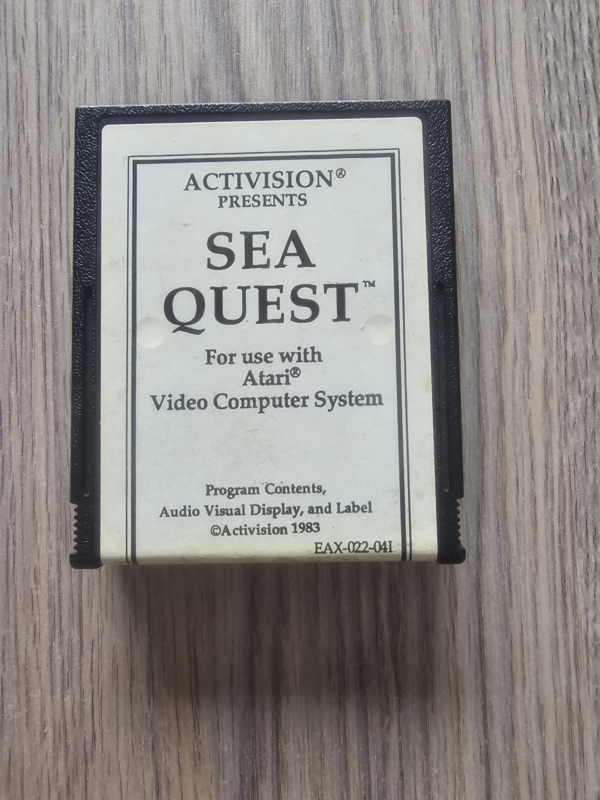 ACTIVISION®
PRESENTS
SEA
QUEST™
For use with
Atari®
Video Computer System
Program Contents,
Audio Visual Display, and Label
©Activision 1983
EAX-022-04I